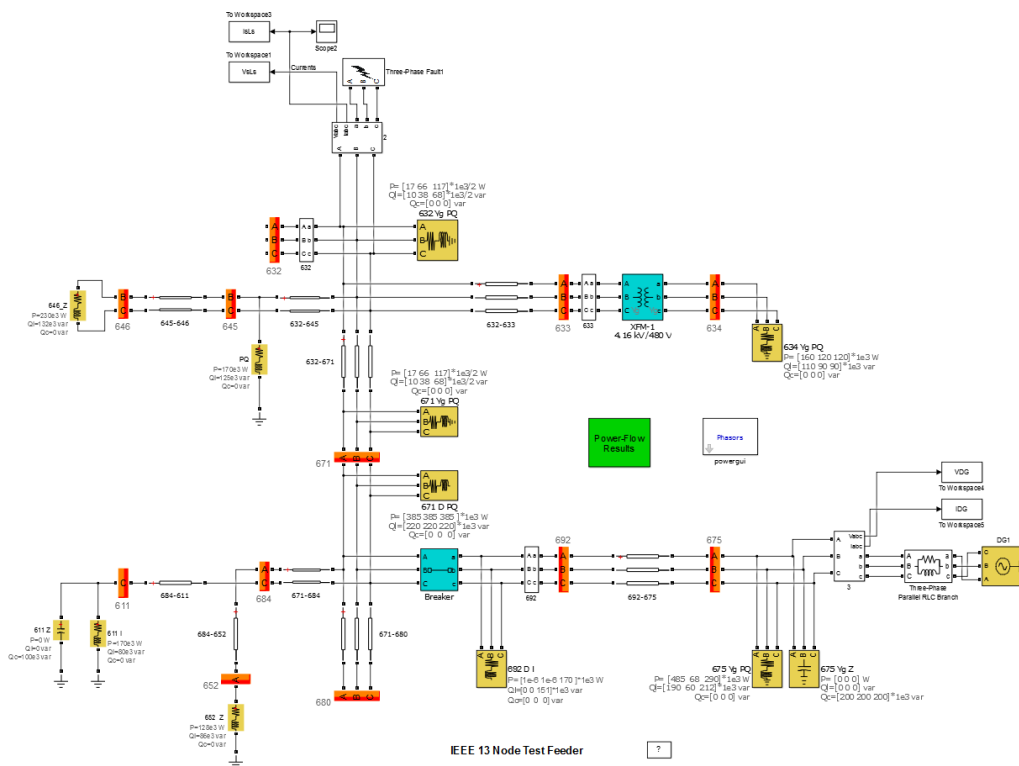 To Workspace3
IsLs
Scope2
To Workspace1
VsLs
Currents
Three-Phase Fault1
A
B
C
Vabc
Iabc
a
b
c
A
B
C
2
P= [17 66 117]*1e3/2 W
Ql=[10 38 68]*1e3/2 var
Qc=[0 0 0] var
632 Yg PQ
A
B
C
A
B
C
632
A a
B b
C c
632
646_Z
P=230e3 W
Ql=132e3 var
Qc=0 var
B
C
646
645-646
B
C
645
632-645
PQ
P=170e3 W
Ql=125e3 var
Qc=0 var
632-633
A
B
C
633
A a
B b
C c
633
A
B
C
a
b
c
XFM-1
4.16 kV/480 V
A
B
C
634
A B C
634 Yg PQ
P= [160 120 120]*1e3 W
Ql=[110 90 90]*1e3 var
Qc=[0 0 0] var
632-671
P= [17 66 117]*1e3/2 W
Ql=[10 38 68]*1e3/2 var
Qc=[0 0 0] var
671 Yg PQ
A
B
C
A B C
671
A
B
C
671 D PQ
P= [385 385 385 ]*1e3 W
Ql=[220 220 220]*1e3 var
Qc=[0 0 0] var
Power-Flow
Results
Phasors
powergui
VDG
To Workspace4
IDG
To Workspace5
A
B
C
Vabc
Iabc
a
b
c
3
A
B
C
a
b
c
Three-Phase
Parallel RLC Branch
DG1
C
B
A
611 Z
P=0 W
Ql=0 var
Qc=100e3 var
611 I
P=170e3 W
Ql=80e3 var
Qc=0 var
C
611
684-611
A
C
684
671-684
684-652
A
652
652 Z
P=128e3 W
Ql=86e3 var
Qc=0 var
671-680
A B C
680
A
B
C
a
b
c
Breaker
A a
B b
C c
692
692
A
B
C
A B C
692 D I
P=[1e-6 1e-6 170 ]*1e3 W
Ql=[0 0 151]*1e3 var
Qc=[0 0 0] var
692-675
675
A
B
C
A B C
675 Yg PQ
P= [485 68 290]*1e3 W
Ql=[190 60 212]*1e3 var
Qc=[0 0 0] var
A B C
675 Yg Z
P= [0 0 0] W
Ql=[0 0 0] var
Qc=[200 200 200]*1e3 var
IEEE 13 Node Test Feeder
?